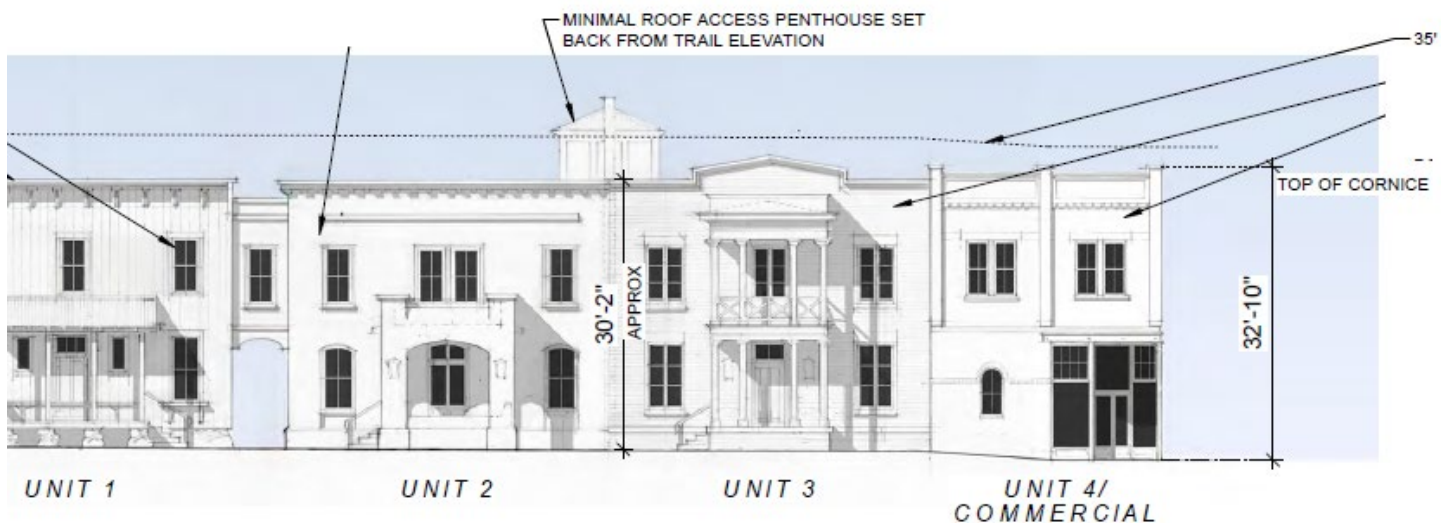 MINIMAL ROOF ACCESS PENTHOUSE SET
BACK FROM TRAIL ELEVATION
35'
TOP OF CORNICE
30'-2"
APPROX
32'-10"
UNIT 1
UNIT 2
UNIT 3
UNIT 4/
COMMERCIAL